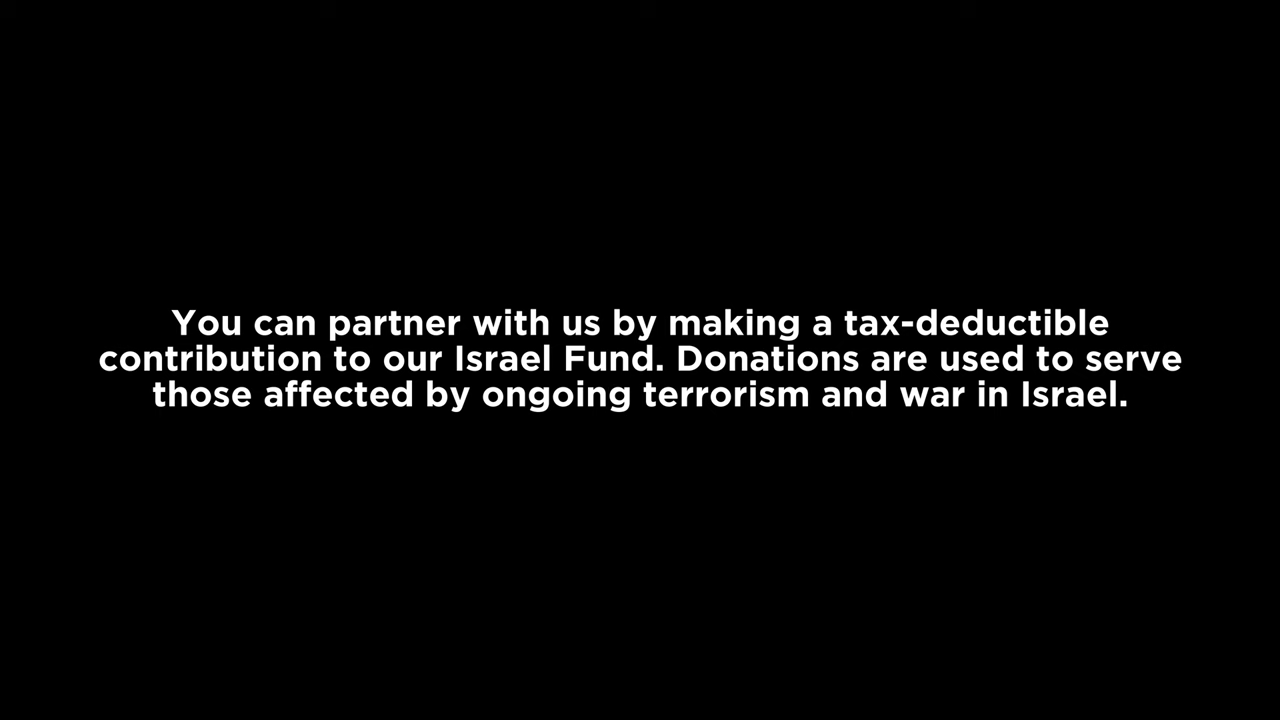 You can partner with us by making a tax-deductible
contribution to our Israel Fund. Donations are used to serve
those affected by ongoing terrorism and war in Israel.